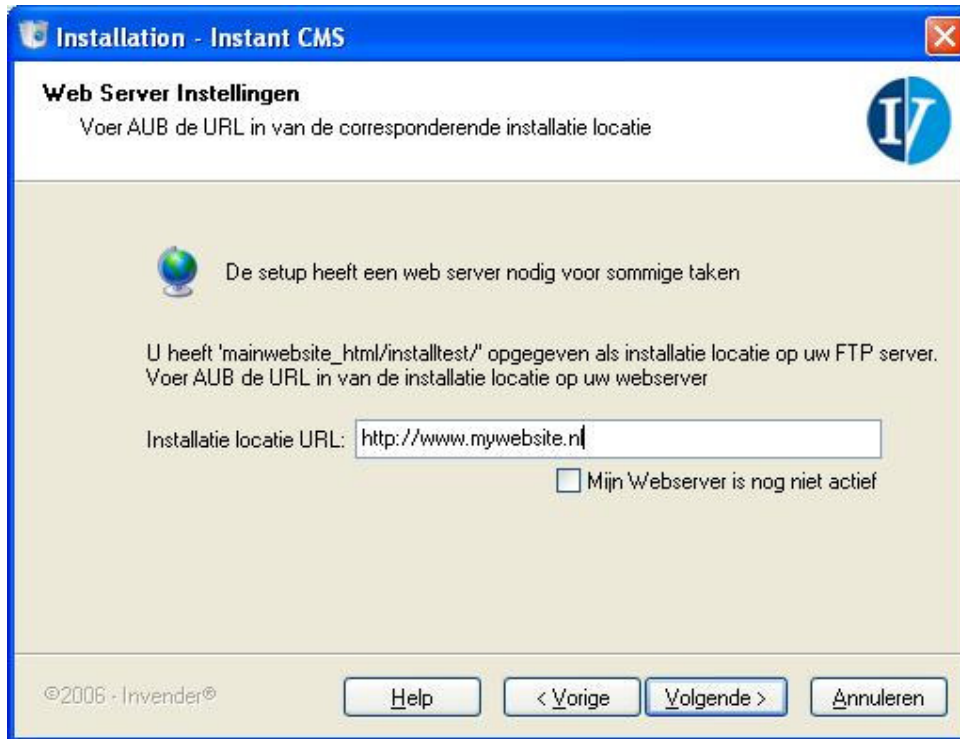 Installation - Instant CMS
Web Server Instellingen
Voer AUB de URL in van de corresponderende installatie locatie
IV
De setup heeft een web server nodig voor sommige taken
U heeft 'mainwebsite_html/installtest/'' opgegeven als installatie locatie op uw FTP server.
Voer AUB de URL in van de installatie locatie op uw webserver
Installatie locatie URL: http://www.mywebsite.nl
Mijn Webserver is nog niet actief
©2006 - Invender® Help < Vorige Volgende > Annuleren